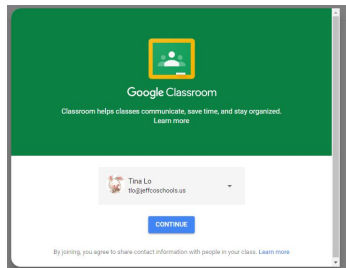 Google Classroom
Classroom helps classes communicate, save time, and stay organized.
Learn more
Tina Lo
tlo@jeffcoschools.us
CONTINUE
By joining, you agree to share contact information with people in your class. Learn more